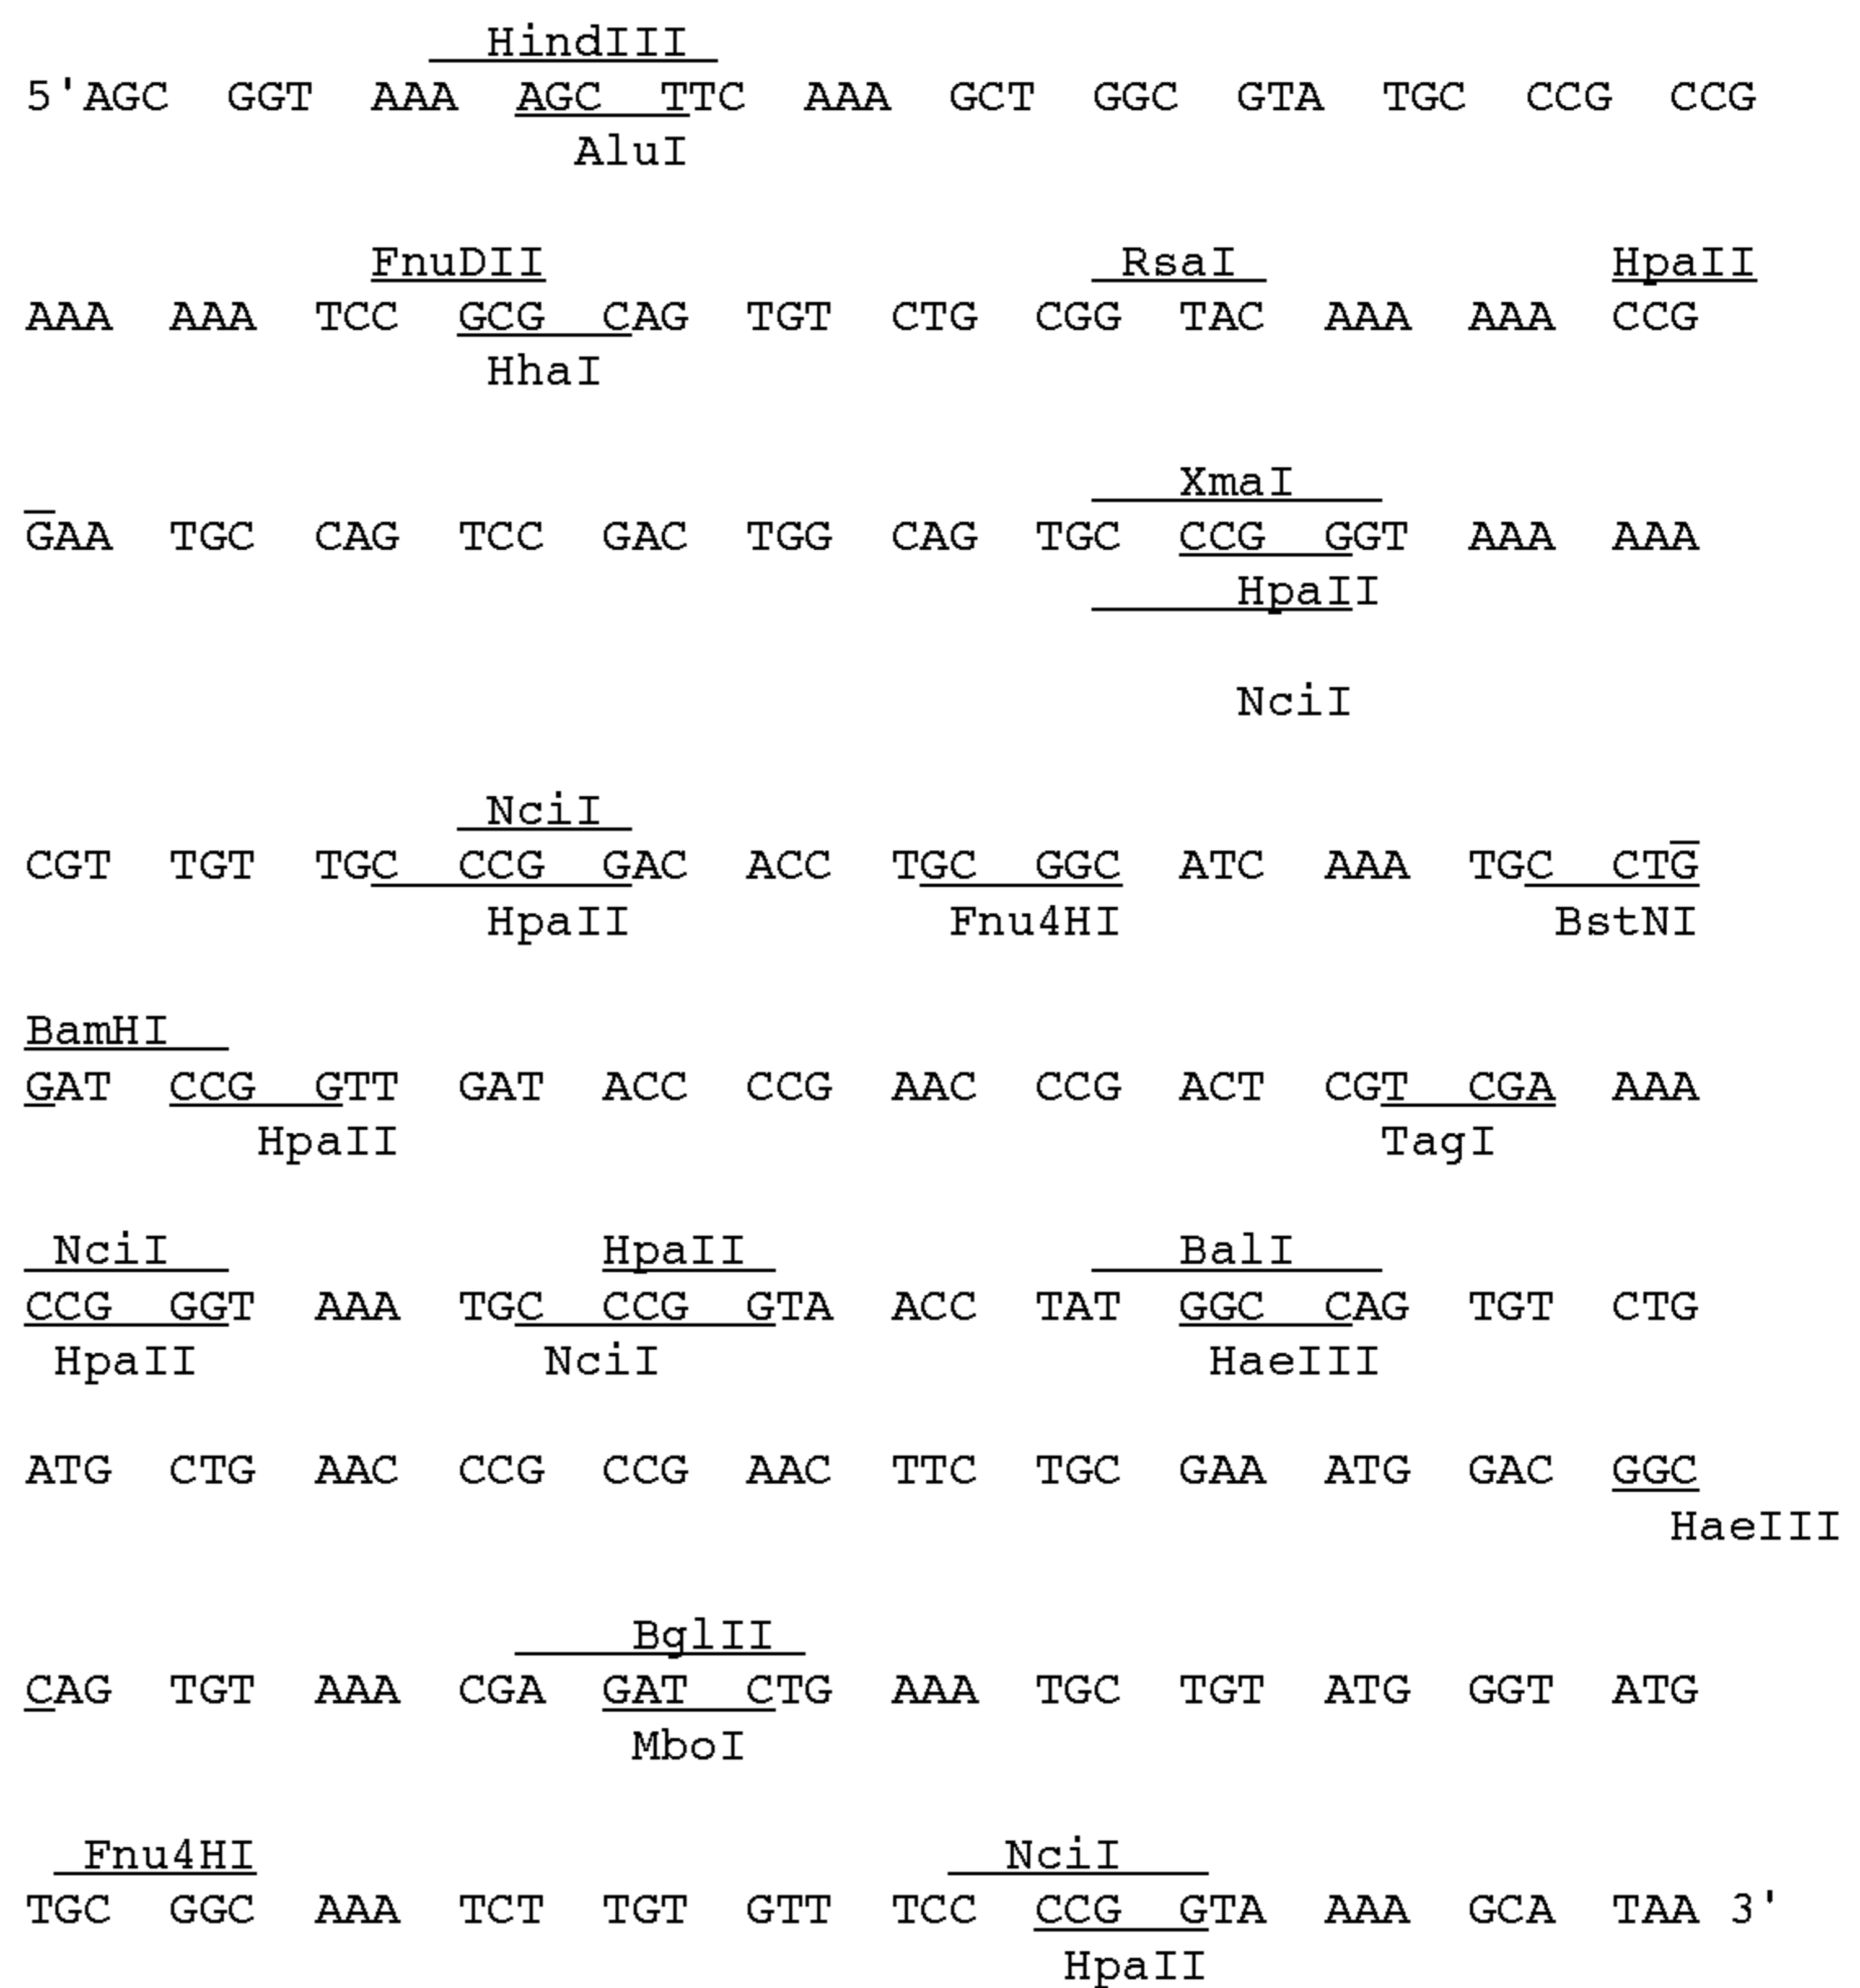 HindIII
5'AGC GGT AAA AGC TTC AAA GCT GGC GTA TGC CCG CCG
AluI
FnuDII RsaI HpaII
AAA AAA TCC GCG CAG TGT CTG CGG TAC AAA AAA CCG
HhaI
XmaI
GAA TGC CAG TCC GAC TGG CAG TGC CCG GGT AAA AAA
HpaII
NciI
NciI
CGT TGT TGC CCG GAC ACC TGC GGC ATC AAA TGC CTG
HpaII Fnu4HI BstNI
BamHI
GAT CCG GTT GAT ACC CCG AAC CCG ACT CGT CGA AAA
HpaII TagI
NciI HpaII BalI
CCG GGT AAA TGC CCG GTA ACC TAT GGC CAG TGT CTG
HpaII NciI HaeIII
ATG CTG AAC CCG CCG AAC TTC TGC GAA ATG GAC GGC
HaeIII
BglII
CAG TGT AAA CGA GAT CTG AAA TGC TGT ATG GGT ATG
MboI
Fnu4HI NciI
TGC GGC AAA TCT TGT GTT TCC CCG GTA AAA GCA TAA 3'
HpaII